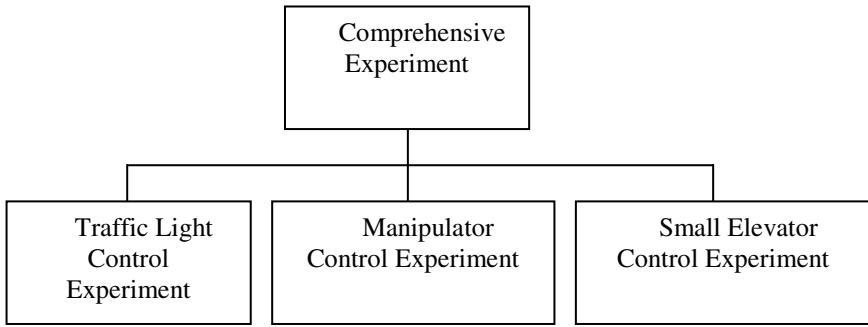 Comprehensive
Experiment
Traffic Light
Control
Experiment
Manipulator
Control Experiment
Small Elevator
Control Experiment